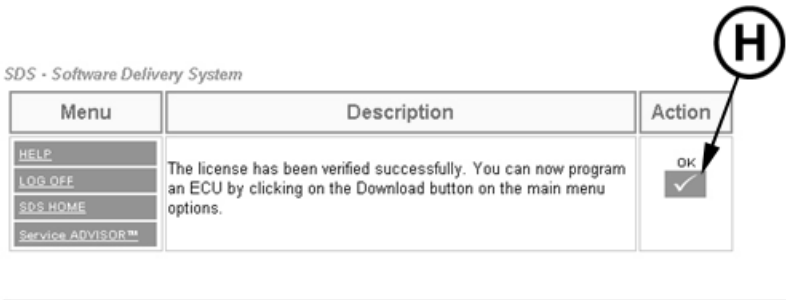 H
SDS - Software Delivery System
Menu
Description
Action
HELP
LOG OFF
SDS HOME
Service ADVISOR™
The license has been verified successfully. You can now program
an ECU by clicking on the Download button on the main menu
options.
OK